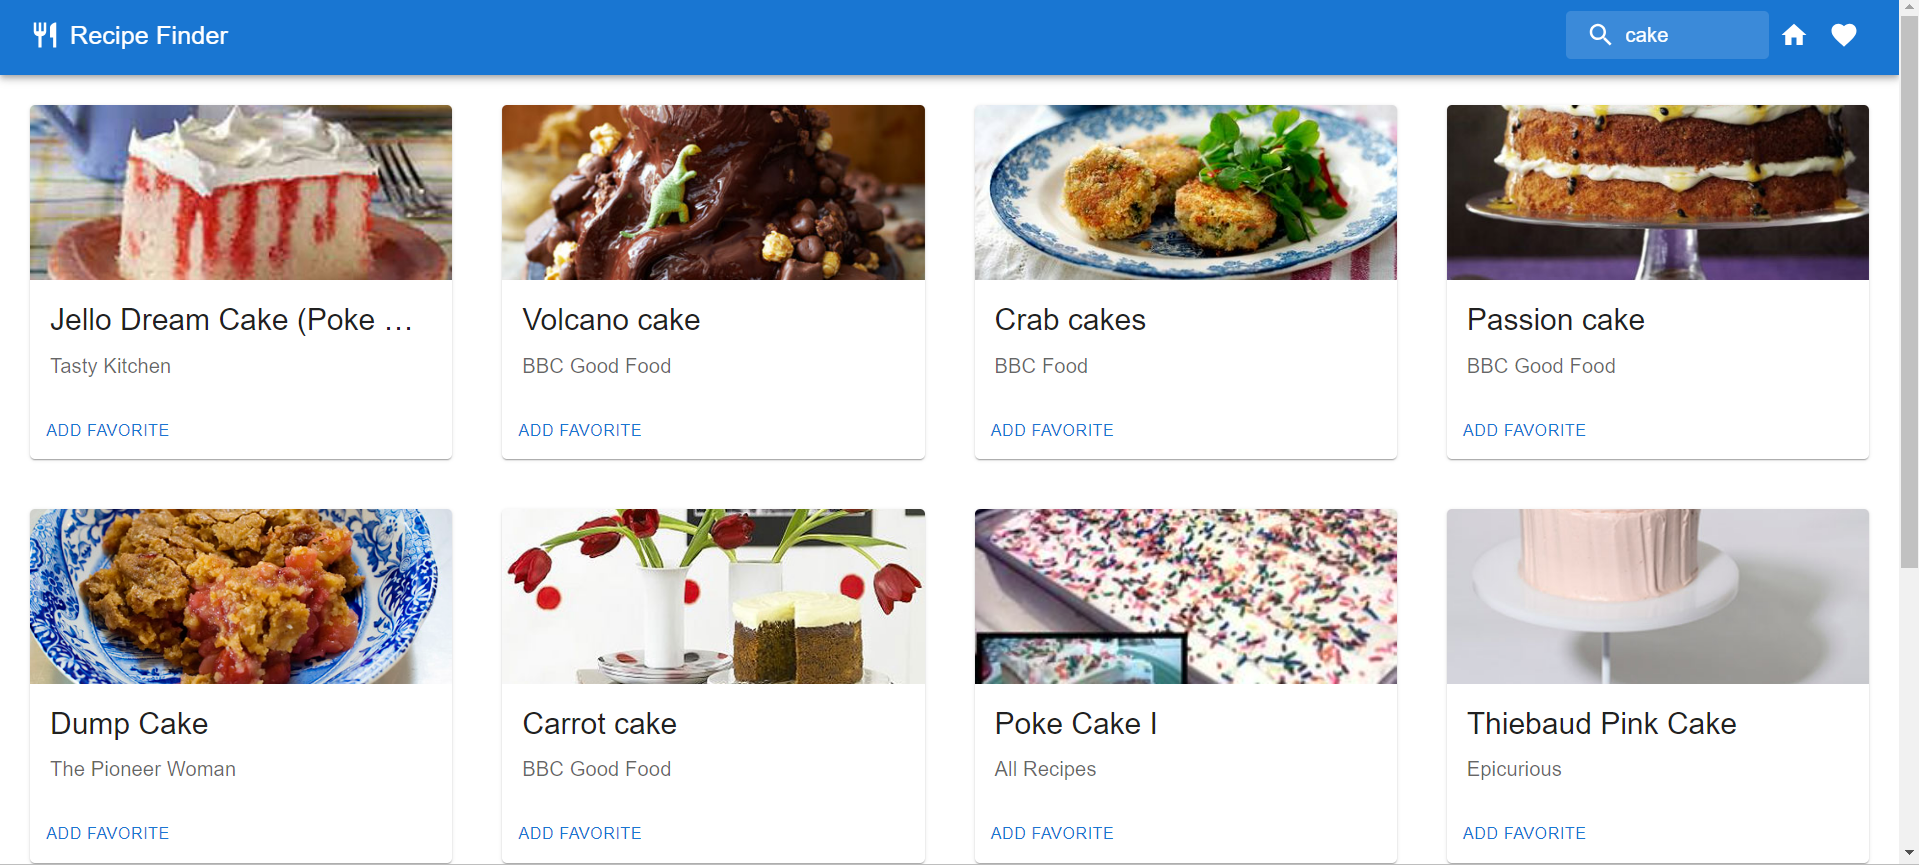 Recipe Finder
cake
Jello Dream Cake (Poke ...
Tasty Kitchen
ADD FAVORITE
Volcano cake
BBC Good Food
ADD FAVORITE
Crab cakes
BBC Food
ADD FAVORITE
Passion cake
BBC Good Food
ADD FAVORITE
Dump Cake
The Pioneer Woman
ADD FAVORITE
Carrot cake
BBC Good Food
ADD FAVORITE
Poke Cake I
All Recipes
ADD FAVORITE
Thiebaud Pink Cake
Epicurious
ADD FAVORITE